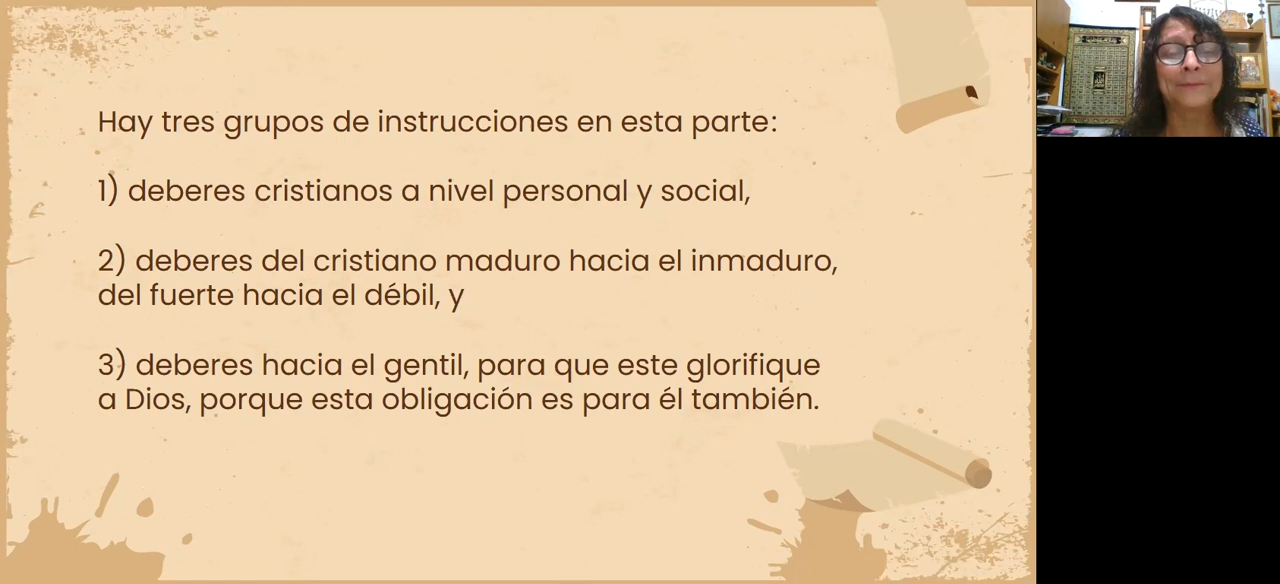 Hay tres grupos de instrucciones en esta parte:
1) deberes cristianos a nivel personal y social,
2) deberes del cristiano maduro hacia el inmaduro,
del fuerte hacia el débil, y
3) deberes hacia el gentil, para que este glorifique
a Dios, porque esta obligación es para él también.